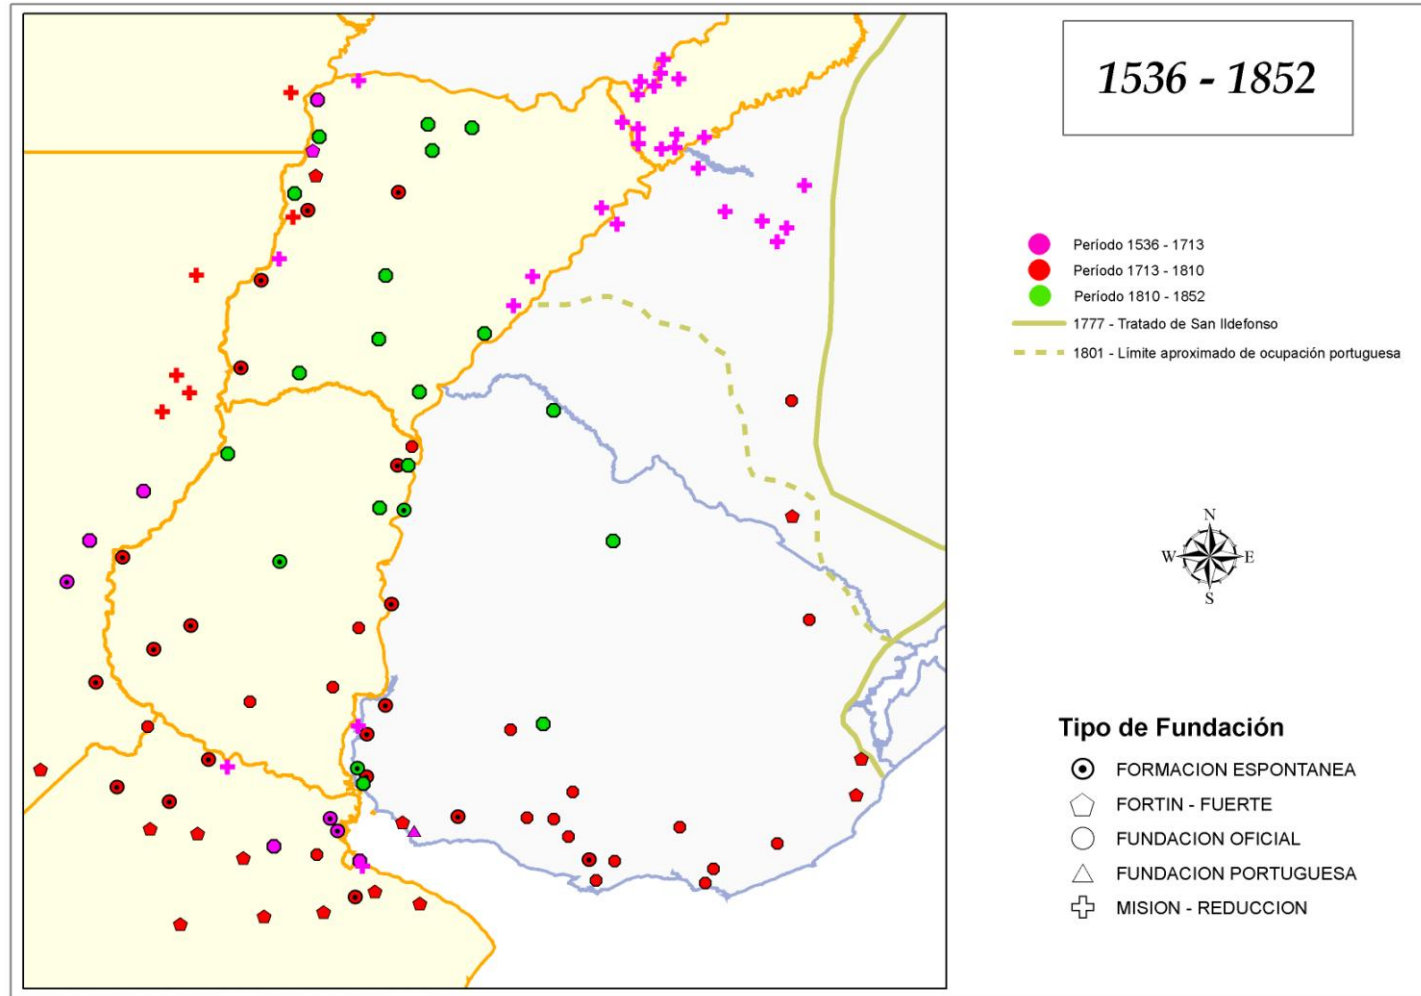 1536 - 1852
Período 1536 - 1713
Período 1713 - 1810
Período 1810 - 1852
1777 - Tratado de San Ildefonso
1801 - Límite aproximado de ocupación portuguesa
N
W E
S
Tipo de Fundación
FORMACION ESPONTANEA
FORTIN - FUERTE
FUNDACION OFICIAL
FUNDACION PORTUGUESA
MISION - REDUCCION